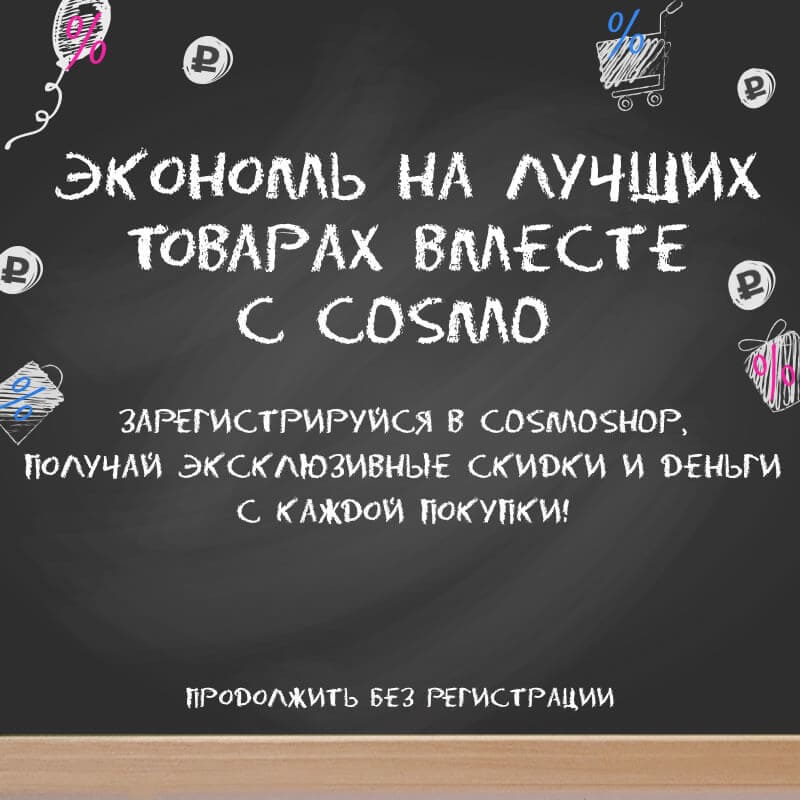 ЭКОНОМЬ НА ЛУЧШИХ
ТОВАРАХ ВМЕСТЕ
С COSMO
ЗАРЕГИСТРИРУЙСЯ В COSMOSHOP,
ПОЛУЧАЙ ЭКСКЛЮЗИВНЫЕ СКИДКИ И ДЕНЬГИ
С КАЖДОЙ ПОКУПКИ!
ПРОДОЛЖИТЬ БЕЗ РЕГИСТРАЦИИ